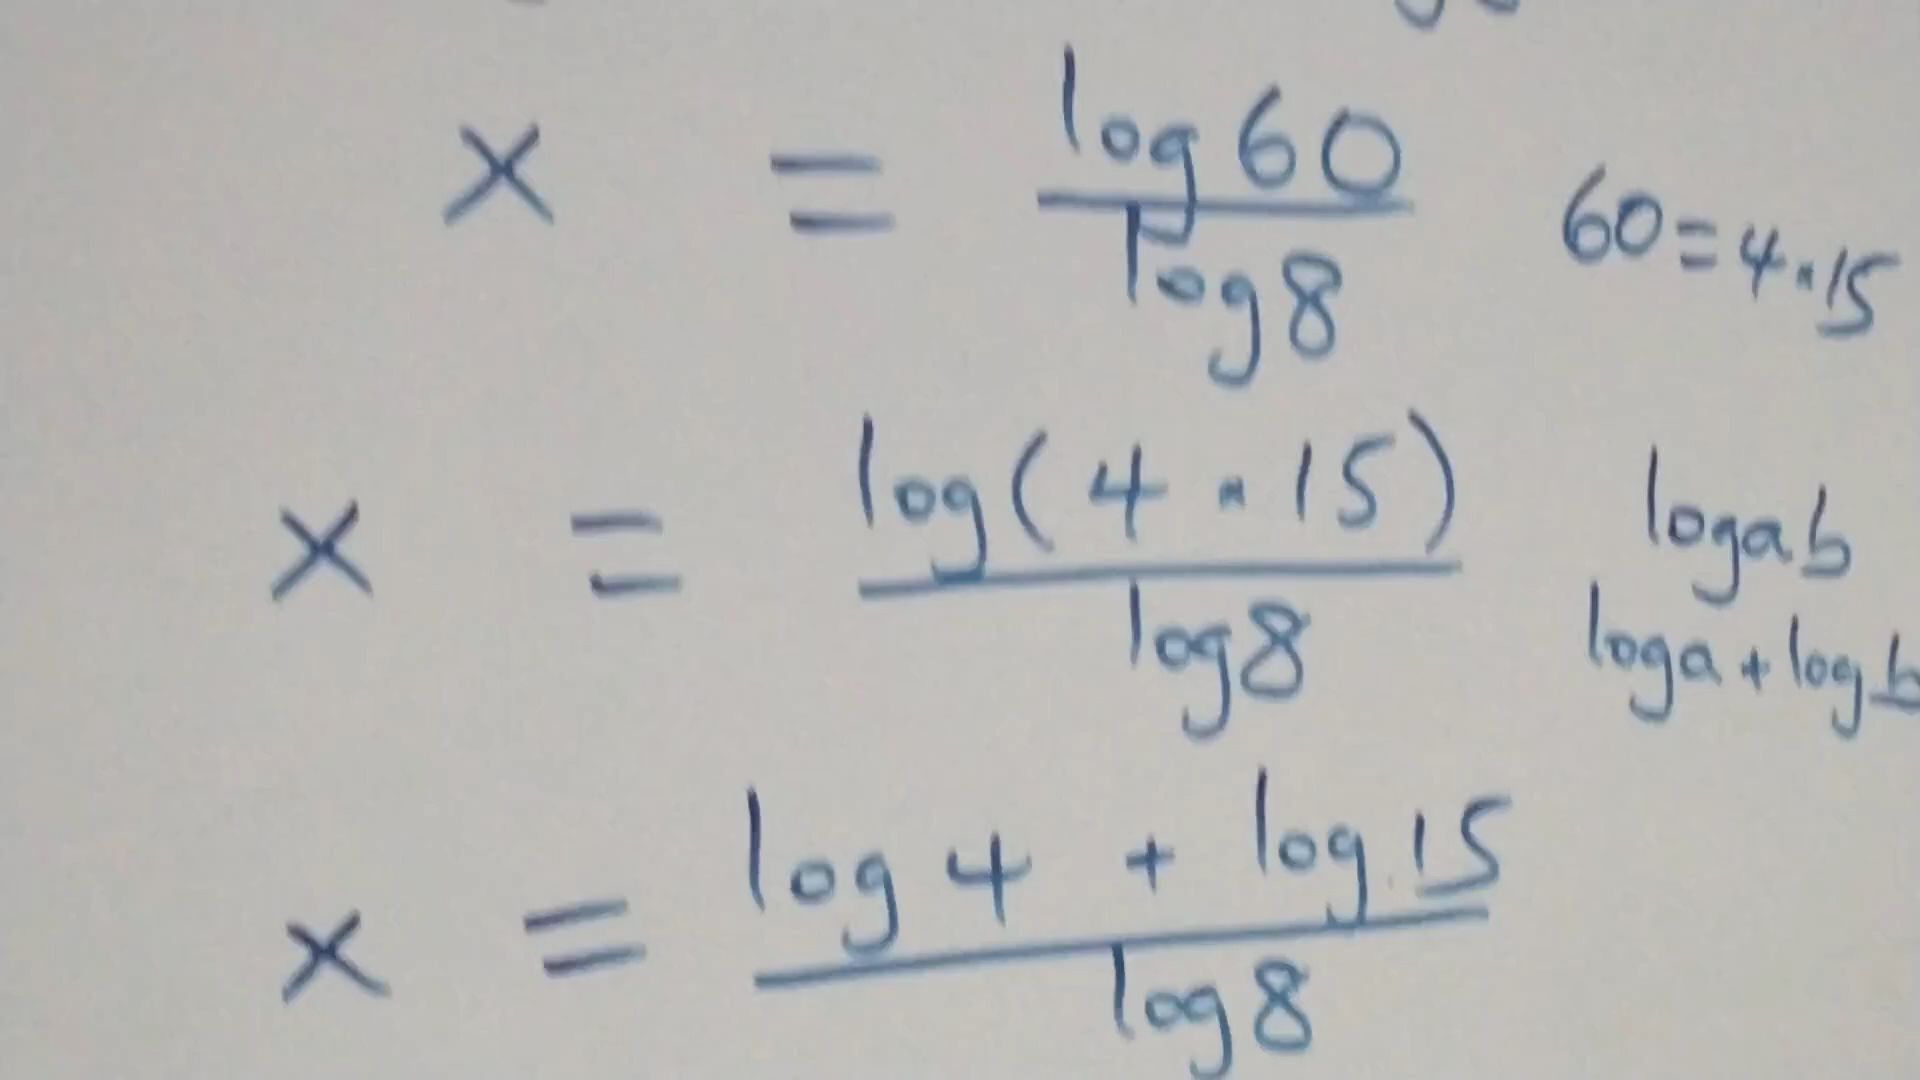 x = log 60 / log 8
60 = 4 · 15
x = log( 4 · 15 ) / log 8
log a b
log a + log b
x = log 4 + log 15 / log 8